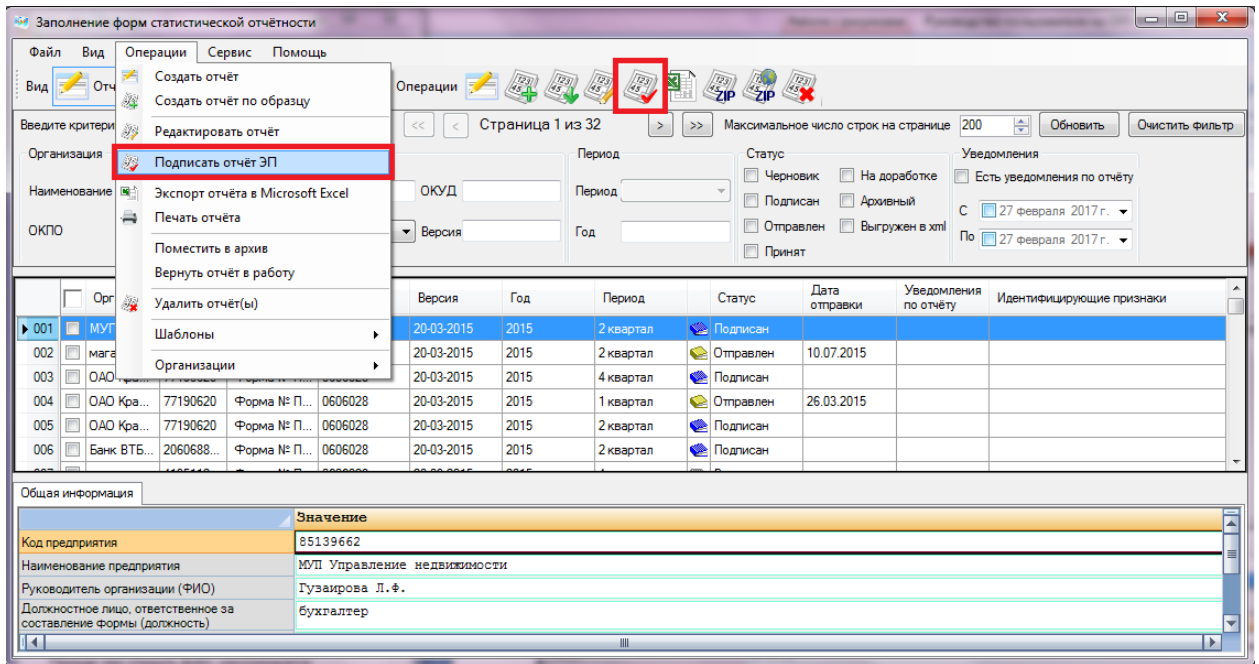 Заполнение форм статистической отчётности
Файл Вид Операции Сервис Помощь
Вид Отч Операции
Создать отчёт
Создать отчёт по образцу
Редактировать отчёт
Подписать отчёт ЭП
Экспорт отчёта в Microsoft Excel
Печать отчёта
Поместить в архив
Вернуть отчёт в работу
Удалить отчёт(ы)
Шаблоны
Организации
Введите критери << < Страница 1 из 32 > >> Максимальное число строк на странице 200 Обновить Очистить фильтр
Организация Период Статус Уведомления
Черновик На доработке Есть уведомления по отчёту
Наименование ОКУД Период Подписан Архивный
С 27 февраля 2017 г.
ОКПО Версия Год Отправлен Выгружен в xml
По 27 февраля 2017 г.
Принят
Орг Версия Год Период Статус Дата отправки Уведомления по отчёту Идентифицирующие признаки
001 МУП 20-03-2015 2015 2 квартал Подписан
002 мага 20-03-2015 2015 2 квартал Отправлен 10.07.2015
003 ОАО 20-03-2015 2015 4 квартал Подписан
004 ОАО Кра... 77190620 Форма № П... 0606028 20-03-2015 2015 1 квартал Отправлен 26.03.2015
005 ОАО Кра... 77190620 Форма № П... 0606028 20-03-2015 2015 2 квартал Подписан
006 Банк ВТБ... 2060688... Форма № П... 0606028 20-03-2015 2015 2 квартал Подписан
Общая информация
Значение
Код предприятия 85139662
Наименование предприятия МУП Управление недвижимости
Руководитель организации (ФИО) Гузаирова Л.Ф.
Должностное лицо, ответственное за бухгалтер
составление формы (должность)